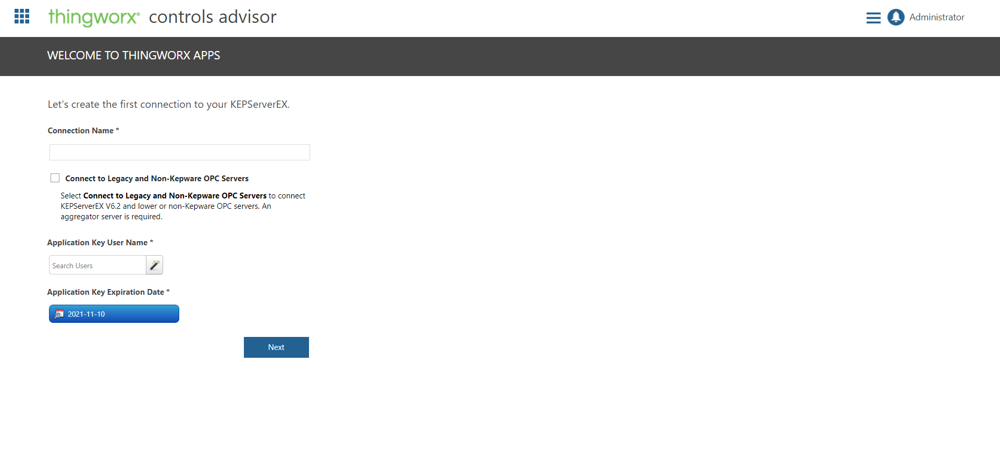 thingworx® controls advisor
Administrator
WELCOME TO THINGWORX APPS
Let's create the first connection to your KEPServerEX.
Connection Name *
Connect to Legacy and Non-Kepware OPC Servers
Select Connect to Legacy and Non-Kepware OPC Servers to connect
KEPServerEX V6.2 and lower or non-Kepware OPC servers. An
aggregator server is required.
Application Key User Name *
Search Users
Application Key Expiration Date *
2021-11-10
Next